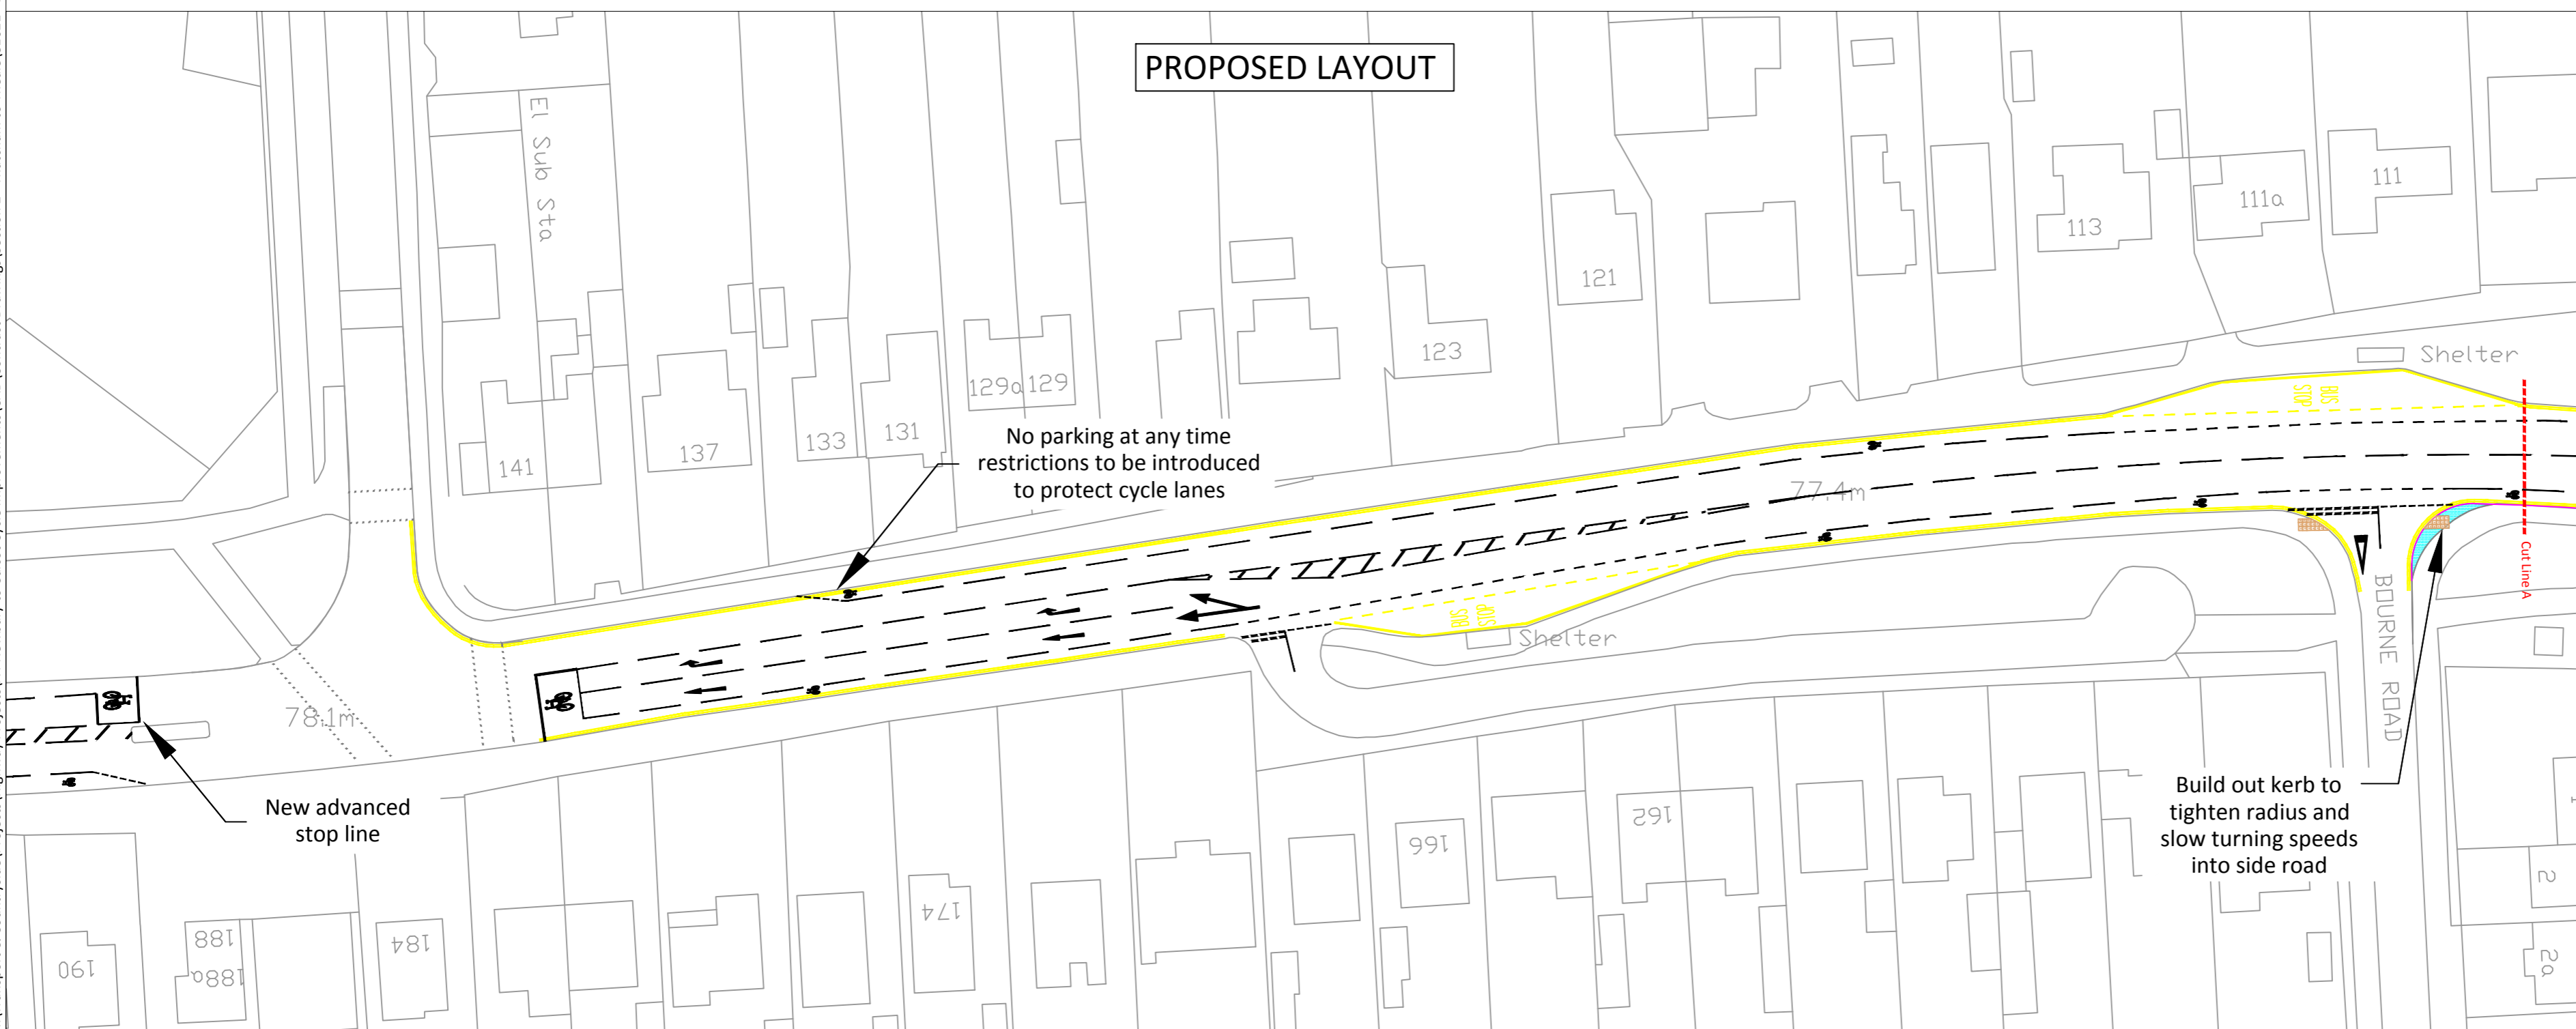 PROPOSED LAYOUT
El Sub Sta
111
111a
113
121
Shelter
123
129a
129
BUS
STOP
No parking at any time
restrictions to be introduced
to protect cycle lanes
131
133
137
141
77.4m
Cut Line A
BUS
STOP
Shelter
BOURNE ROAD
78.1m
New advanced
stop line
Build out kerb to
tighten radius and
slow turning speeds
into side road
162
166
174
184
188
188a
190
2
2a